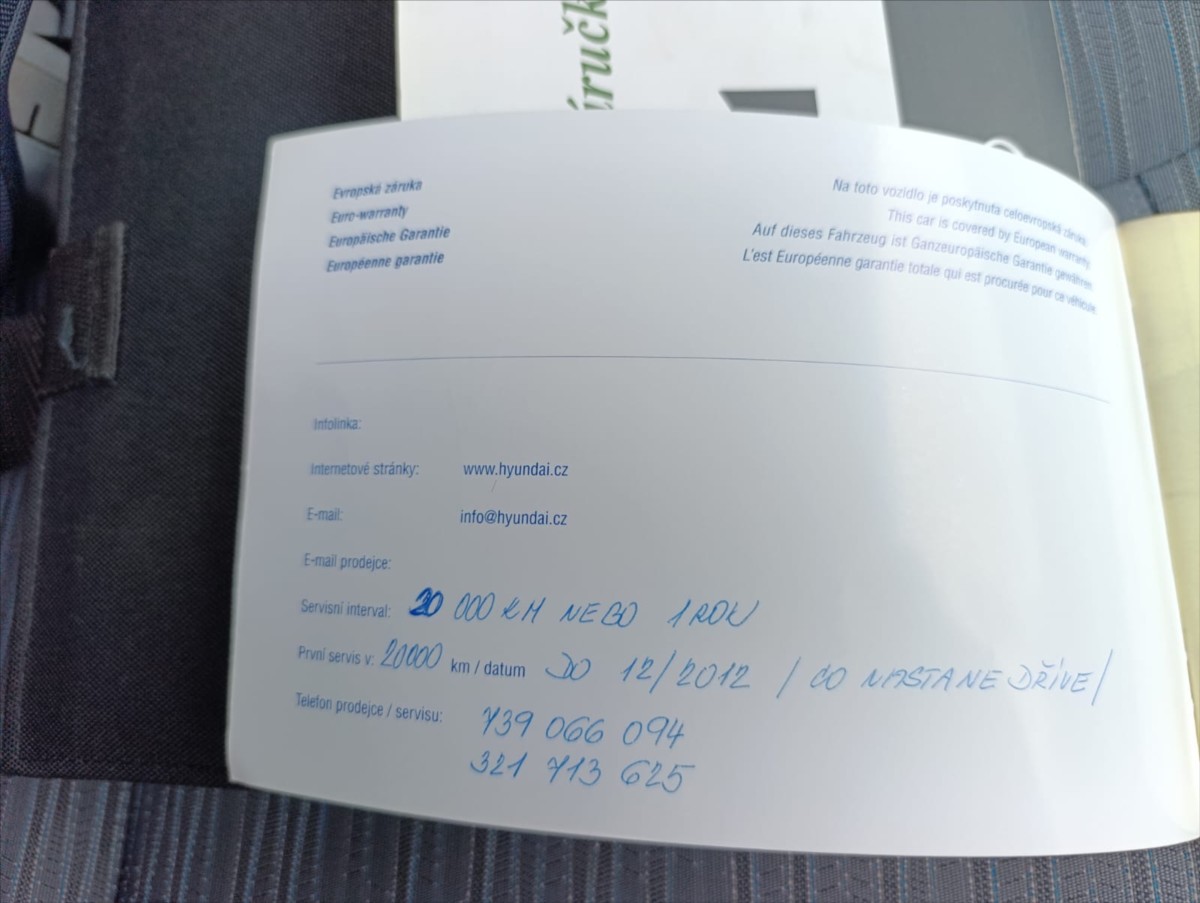 áručk
Evropská záruka
Euro-warranty
Europäische Garantie
Européenne garantie
Na toto vozidlo je poskytnuta celoevropská záruka.
This car is covered by European warranty.
Auf dieses Fahrzeug ist Ganzeuropäische Garantie gewähren.
L'est Européenne garantie totale qui est procurée pour ce véhicule.
Infolinka:
Internetové stránky: www.hyundai.cz
E-mail: info@hyundai.cz
E-mail prodejce:
Servisní interval: 20 000 KM NEBO 1 ROK
První servis v: 20000 km / datum DO 12/2012 / CO NASTANE DŘÍVE/
Telefon prodejce / servisu: 739 066 094
321 713 625